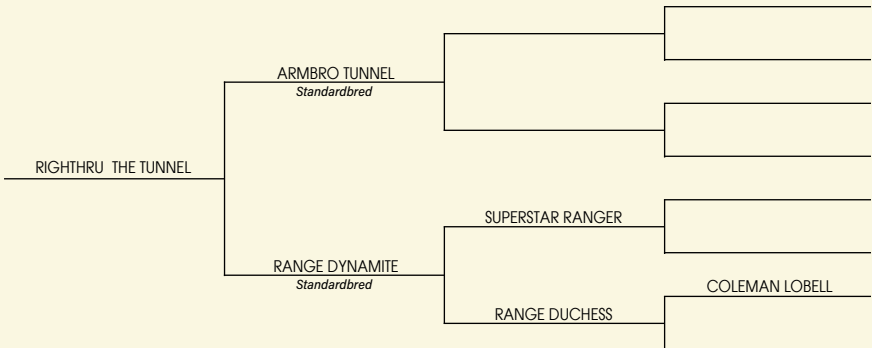 ARMBRO TUNNEL
Standardbred
RIGHTHRU THE TUNNEL
SUPERSTAR RANGER
RANGE DYNAMITE
Standardbred
COLEMAN LOBELL
RANGE DUCHESS